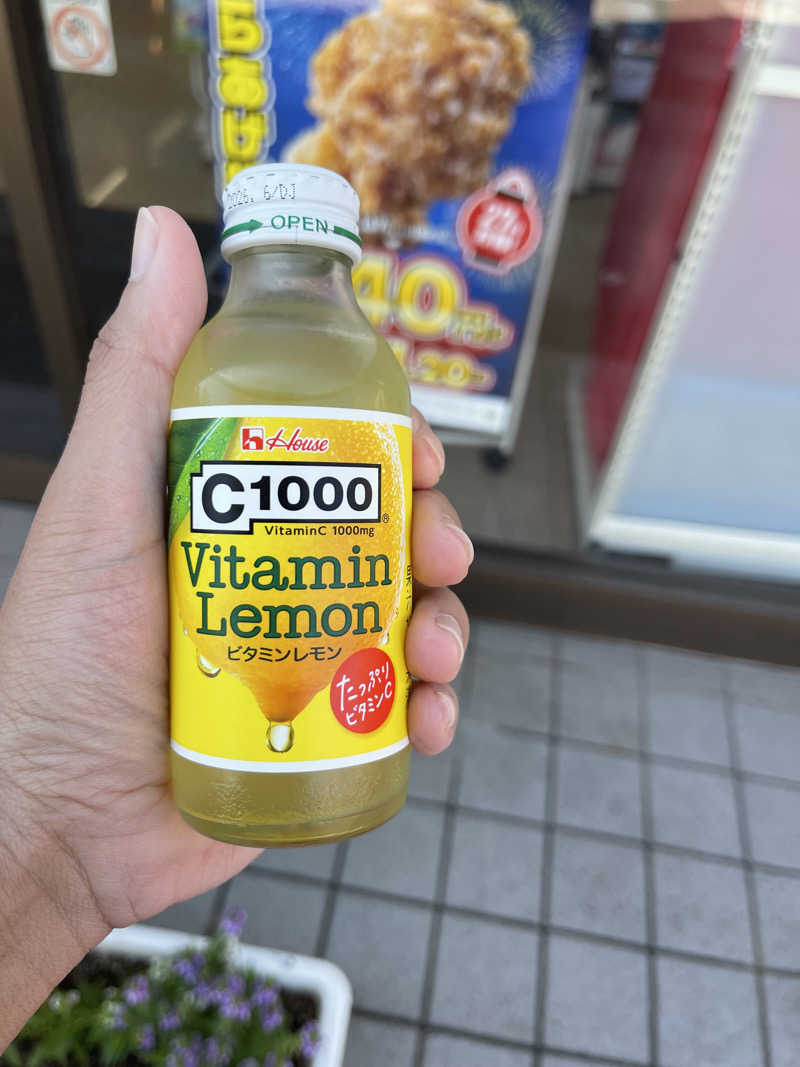 2026. 6/DJ
OPEN
House
C1000
®
VitaminC 1000mg
Vitamin
Lemon
ビタミンレモン
たっぷり
ビタミンC
40